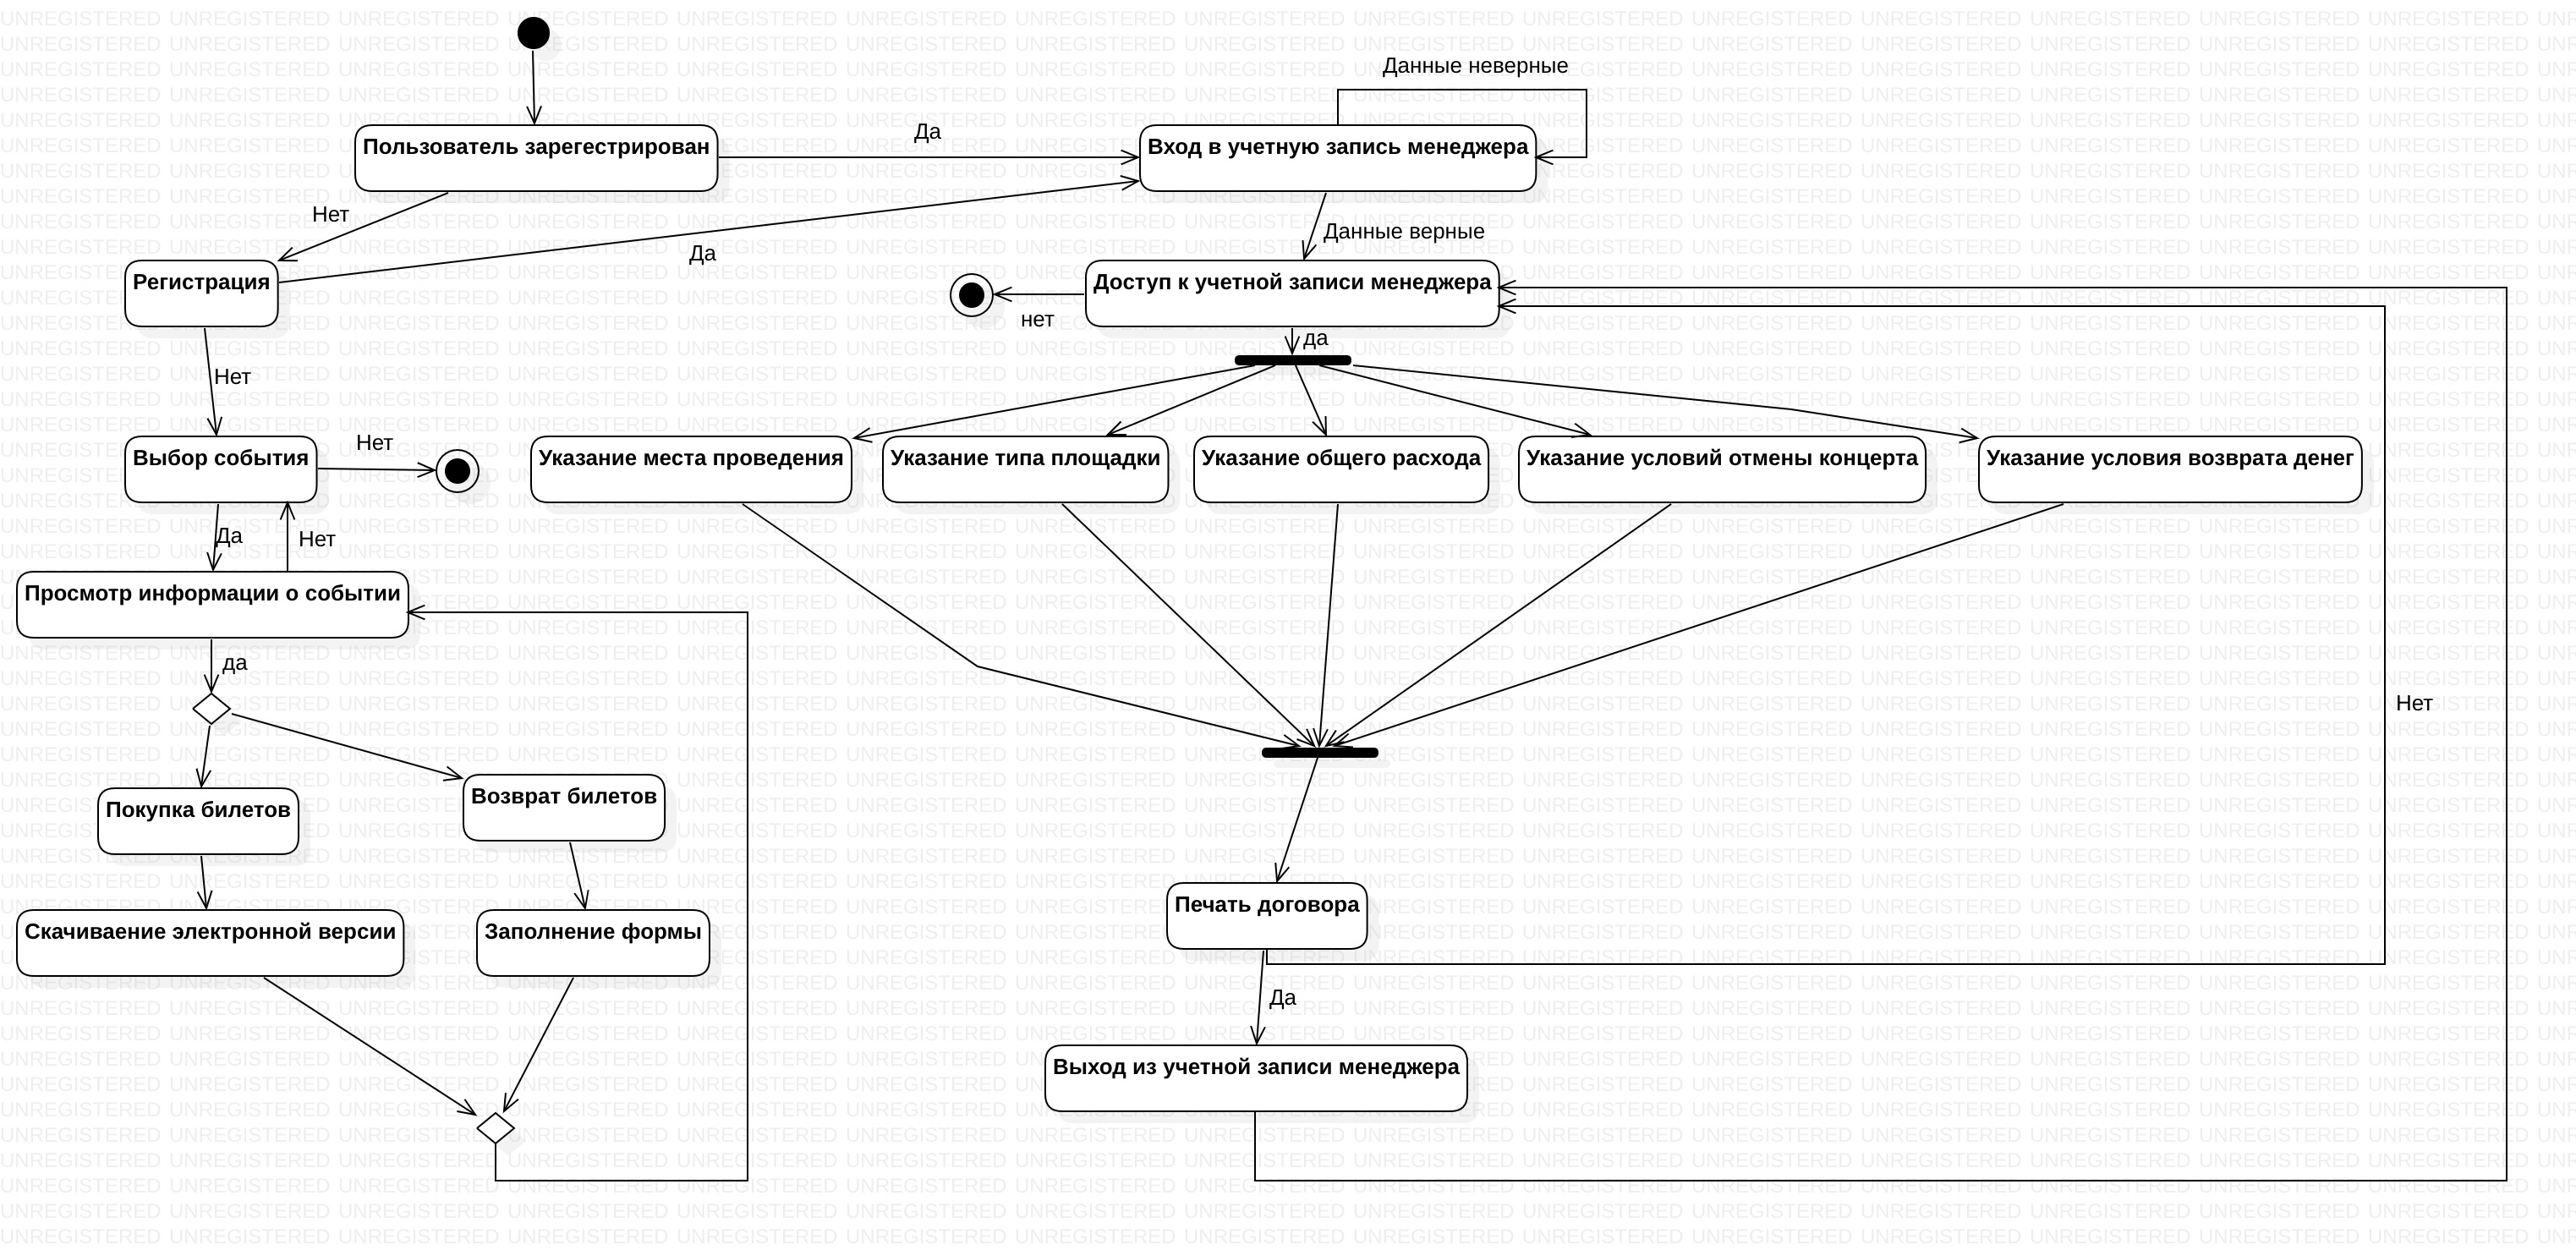 Данные неверные
Пользователь зарегестрирован
Да
Вход в учетную запись менеджера
Нет
Да
Данные верные
Регистрация
Доступ к учетной записи менеджера
нет
да
Нет
Выбор события
Нет
Указание места проведения
Указание типа площадки
Указание общего расхода
Указание условий отмены концерта
Указание условия возврата денег
Да
Нет
Просмотр информации о событии
да
Нет
Покупка билетов
Возврат билетов
Печать договора
Скачиваение электронной версии
Заполнение формы
Да
Выход из учетной записи менеджера
UNREGISTERED